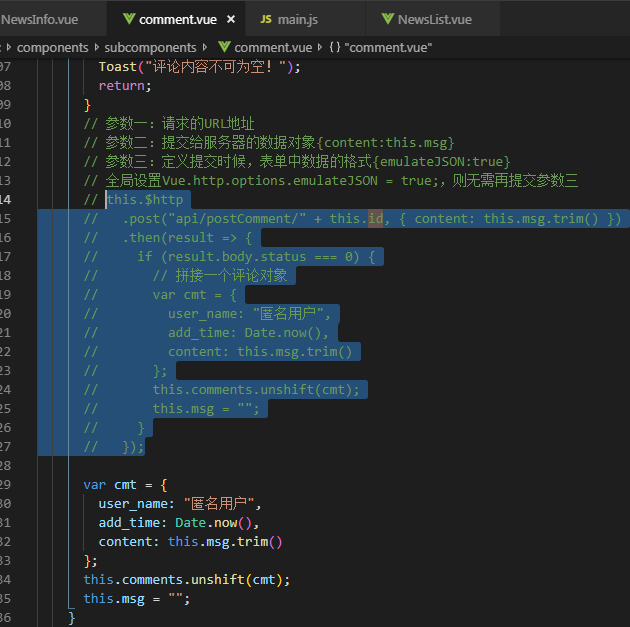 NewsInfo.vue comment.vue × JS main.js NewsList.vue
components subcomponents comment.vue {} "comment.vue"
07 Toast("评论内容不可为空！");
08 return;
09 }
10 // 参数一：请求的URL地址
11 // 参数二：提交给服务器的数据对象{content:this.msg}
12 // 参数三：定义提交时候，表单中数据的格式{emulateJSON:true}
13 // 全局设置Vue.http.options.emulateJSON = true;，则无需再提交参数三
14 // this.$http
15 //   .post("api/postComment/" + this.id, { content: this.msg.trim() })
16 //   .then(result => {
17 //     if (result.body.status === 0) {
18 //       // 拼接一个评论对象
19 //       var cmt = {
20 //         user_name: "匿名用户",
21 //         add_time: Date.now(),
22 //         content: this.msg.trim()
23 //       };
24 //       this.comments.unshift(cmt);
25 //       this.msg = "";
26 //     }
27 //   });
28
29 var cmt = {
30 user_name: "匿名用户",
31 add_time: Date.now(),
32 content: this.msg.trim()
33 };
34 this.comments.unshift(cmt);
35 this.msg = "";
36 }